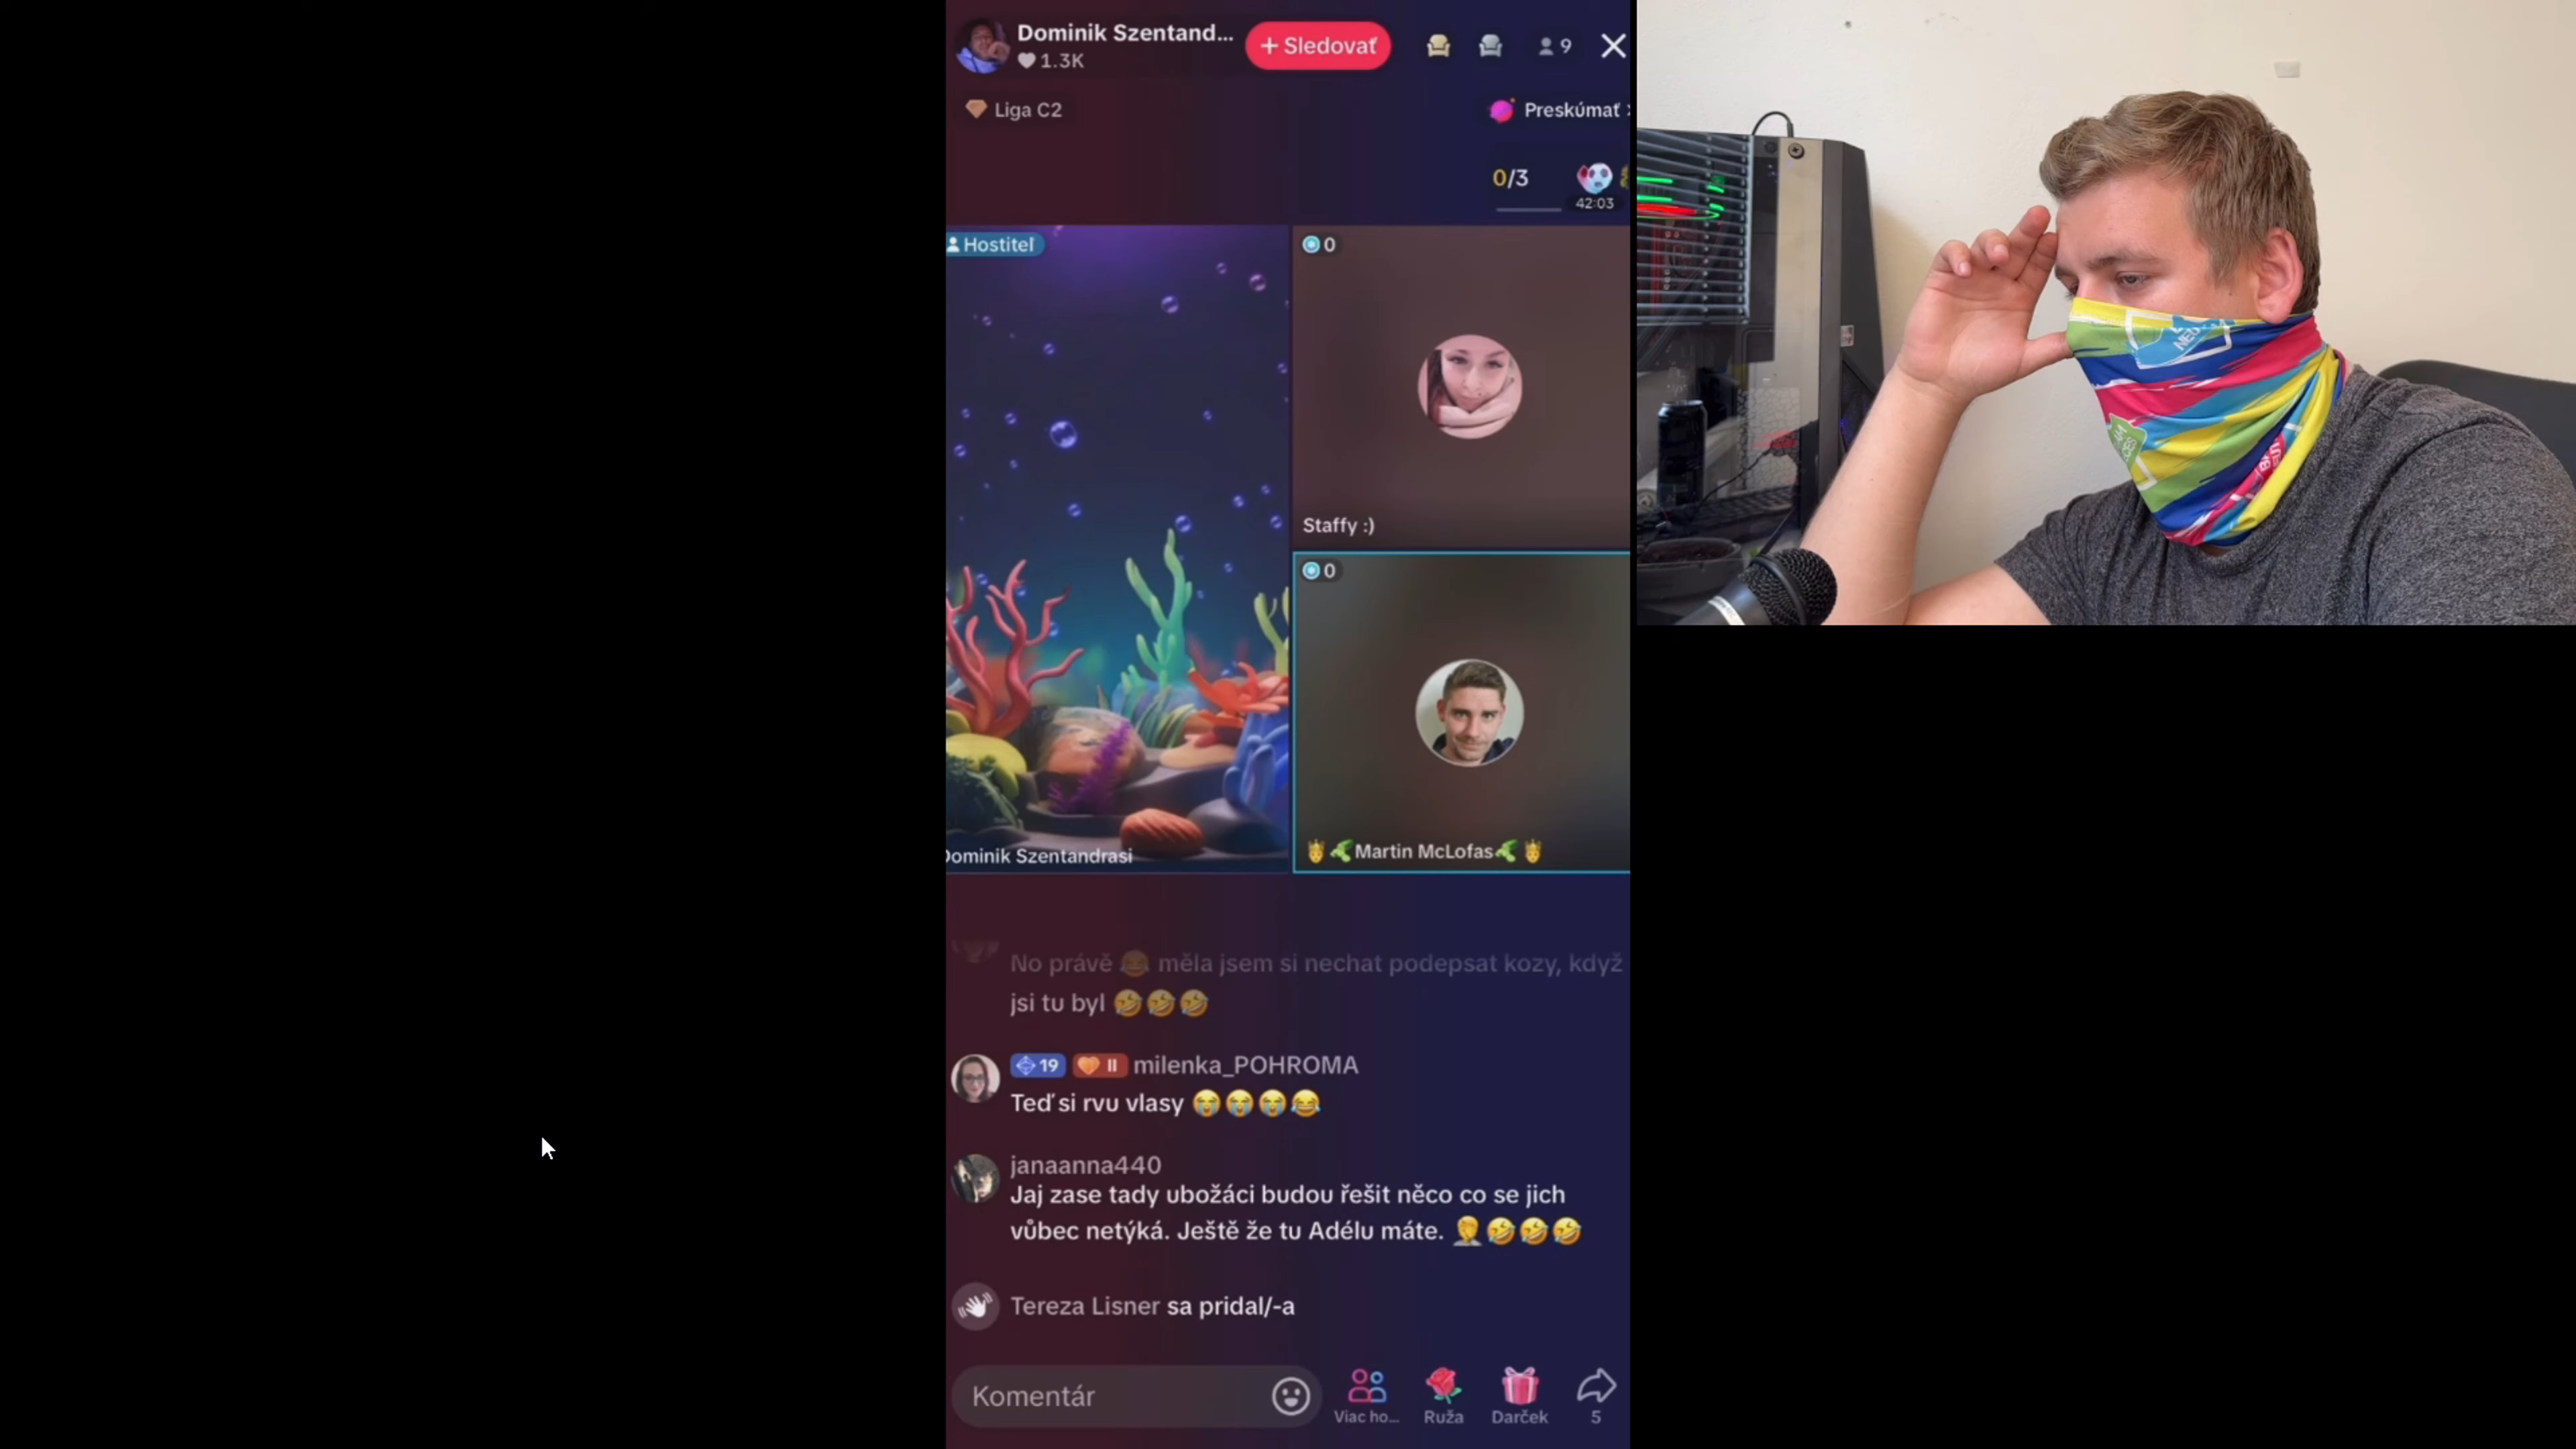 Dominik Szentand...
1.3K
+ Sledovať
9
Liga C2
Preskúmať
0/3
42:03
Hostiteľ
0
Staffy :)
0
Dominik Szentandrasi
🤴🫛Martin McLofas🫛🤴
No právě 😂 měla jsem si nechat podepsat kozy, když
jsi tu byl 🤣🤣🤣
19 II milenka_POHROMA
Teď si rvu vlasy 😭😭😭😂
janaanna440
Jaj zase tady ubožáci budou řešit něco co se jich
vůbec netýká. Ještě že tu Adélu máte. 🤦🤣🤣🤣
Tereza Lisner sa pridal/-a
Komentár
Viac ho...
Ruža
Darček
5